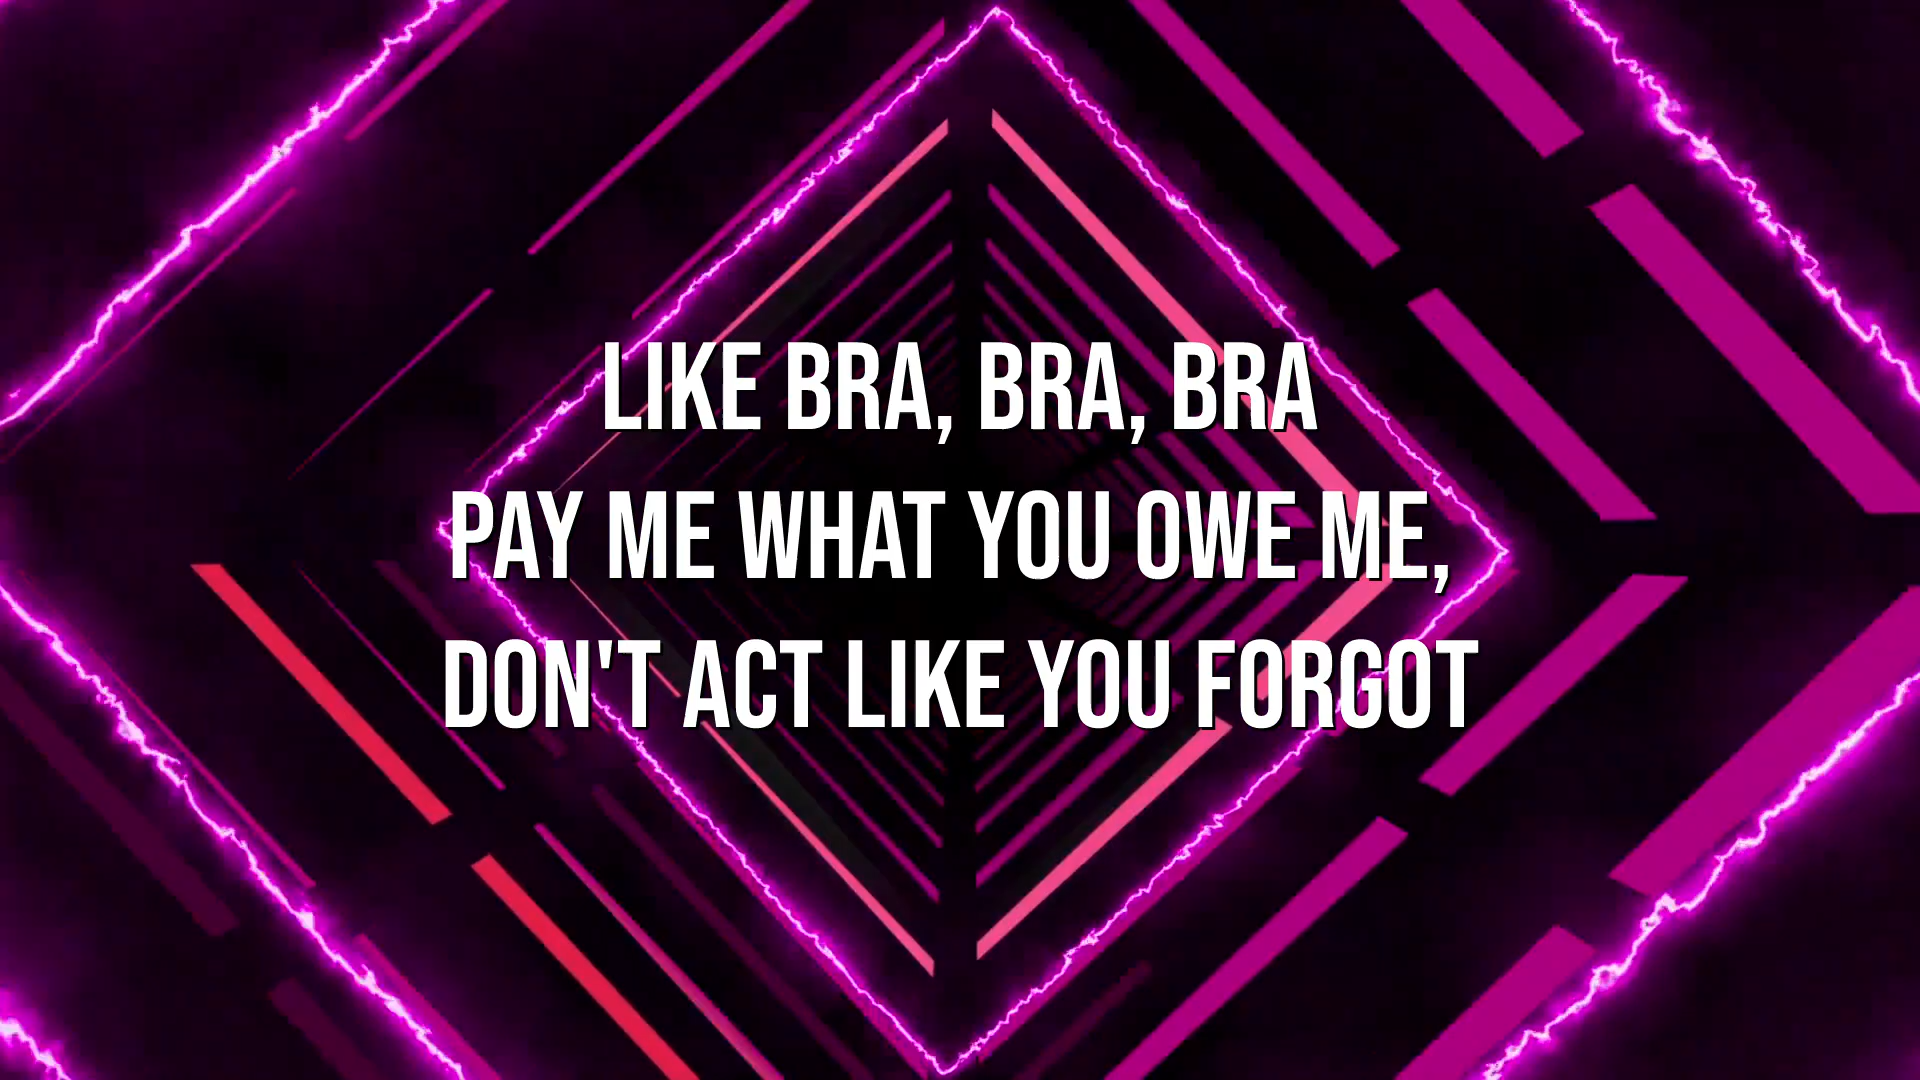 LIKE BRA, BRA, BRA
PAY ME WHAT YOU OWE ME,
DON'T ACT LIKE YOU FORGOT